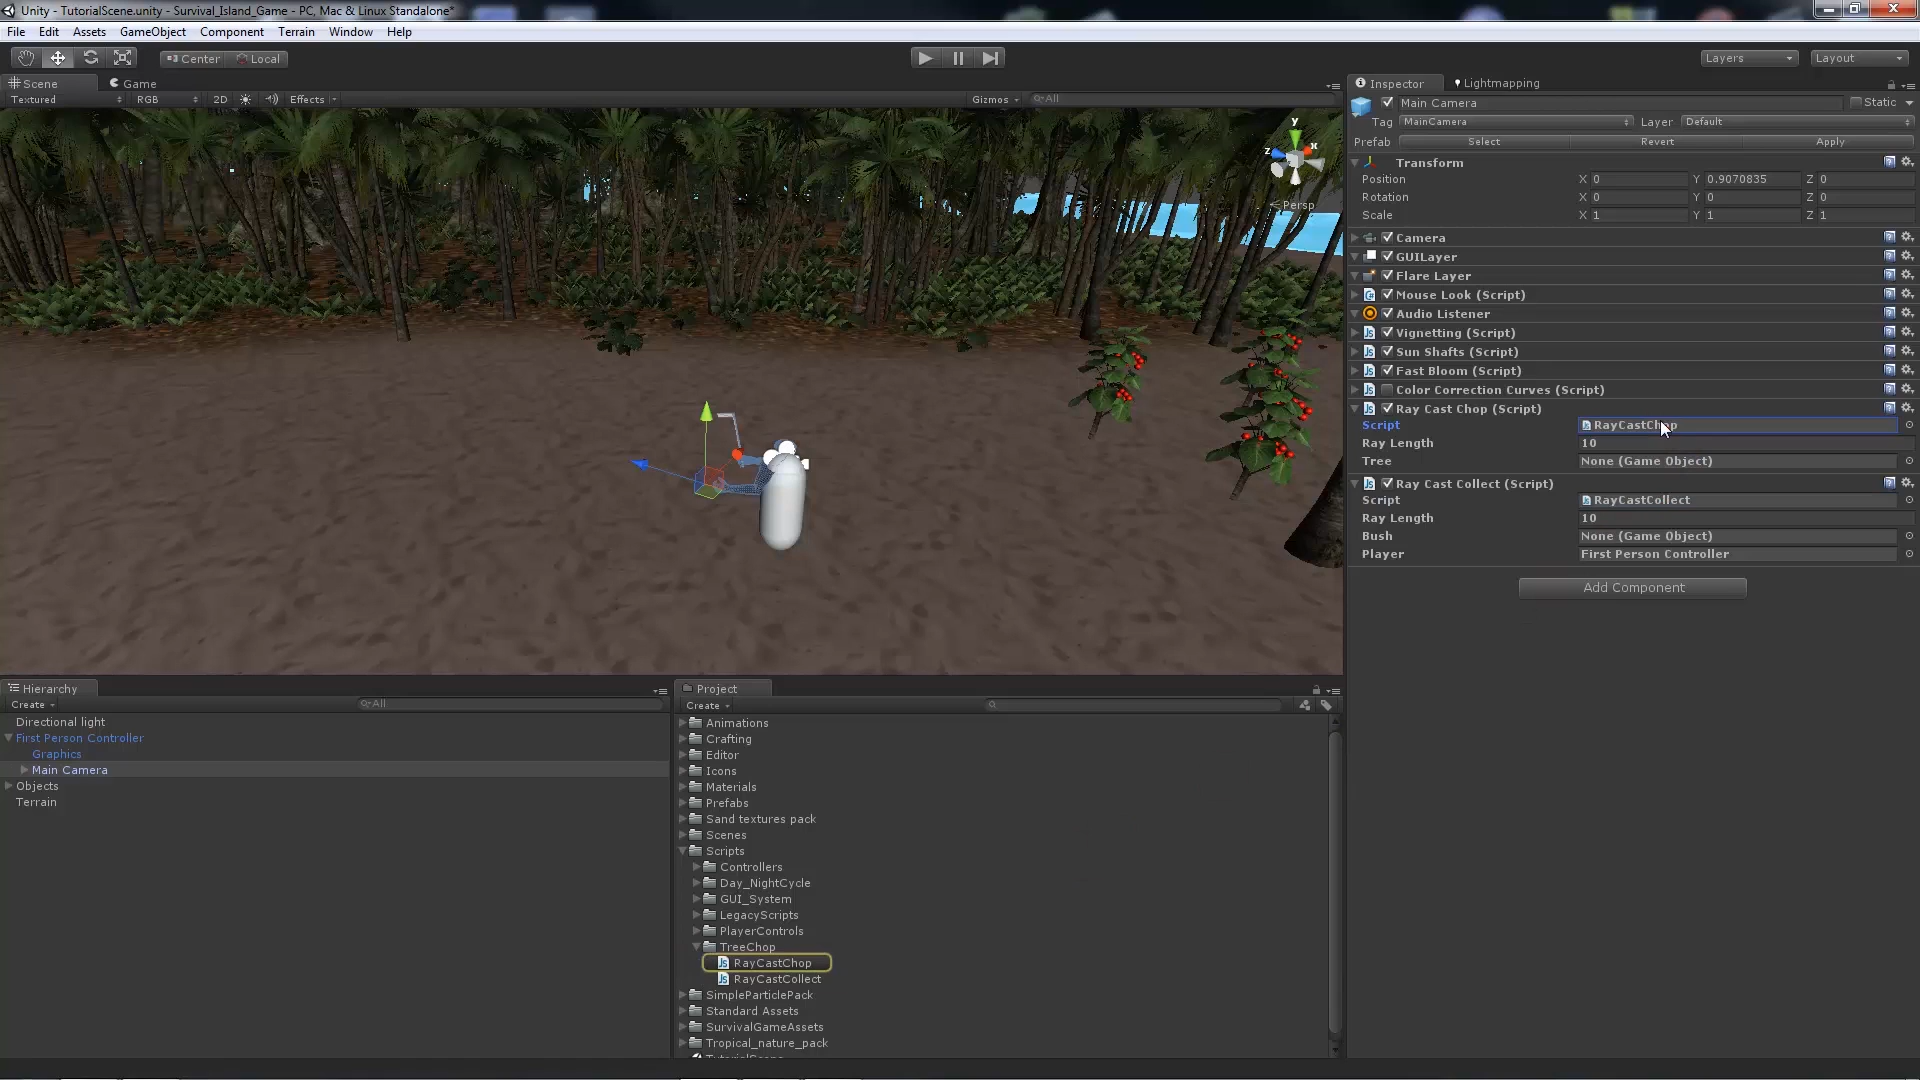 Unity - TutorialScene.unity - Survival_Island_Game - PC, Mac & Linux Standalone*
File Edit Assets GameObject Component Terrain Window Help
Center Local Layers Layout
Scene Game
Textured RGB 2D Effects Gizmos All
y
x
z
Persp
Inspector Lightmapping
Main Camera Static
Tag MainCamera Layer Default
Prefab Select Revert Apply
Transform
Position X 0 Y 0.9070835 Z 0
Rotation X 0 Y 0 Z 0
Scale X 1 Y 1 Z 1
Camera
GUILayer
Flare Layer
Mouse Look (Script)
Audio Listener
Vignetting (Script)
Sun Shafts (Script)
Fast Bloom (Script)
Color Correction Curves (Script)
Ray Cast Chop (Script)
Script RayCastChop
Ray Length 10
Tree None (Game Object)
Ray Cast Collect (Script)
Script RayCastCollect
Ray Length 10
Bush None (Game Object)
Player First Person Controller
Add Component
Hierarchy
Create All
Directional light
First Person Controller
Graphics
Main Camera
Objects
Terrain
Project
Create
Animations
Crafting
Editor
Icons
Materials
Prefabs
Sand textures pack
Scenes
Scripts
Controllers
Day_NightCycle
GUI_System
LegacyScripts
PlayerControls
TreeChop
RayCastChop
RayCastCollect
SimpleParticlePack
Standard Assets
SurvivalGameAssets
Tropical_nature_pack